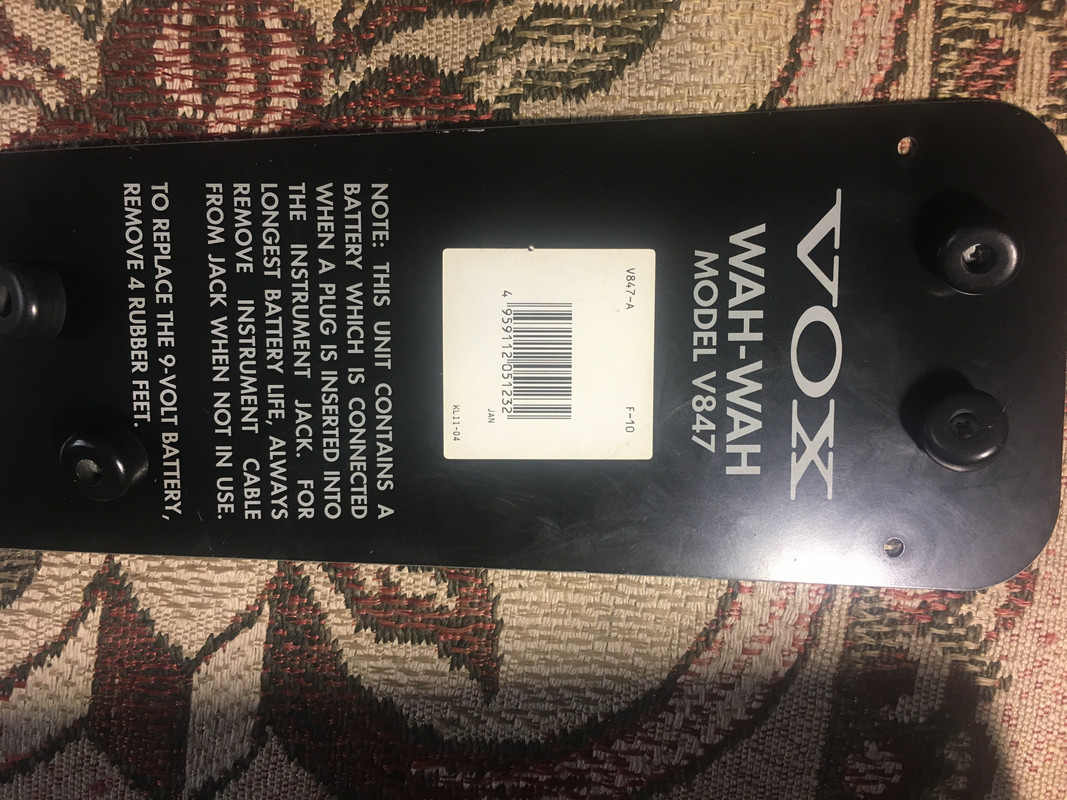 VOX
WAH-WAH
MODEL V847
V847-A
F-10
4 959112 051232
JAN
KL11-04
NOTE: THIS UNIT CONTAINS A
BATTERY WHICH IS CONNECTED
WHEN A PLUG IS INSERTED INTO
THE INSTRUMENT JACK. FOR
LONGEST BATTERY LIFE, ALWAYS
REMOVE INSTRUMENT CABLE
FROM JACK WHEN NOT IN USE.
TO REPLACE THE 9-VOLT BATTERY,
REMOVE 4 RUBBER FEET.